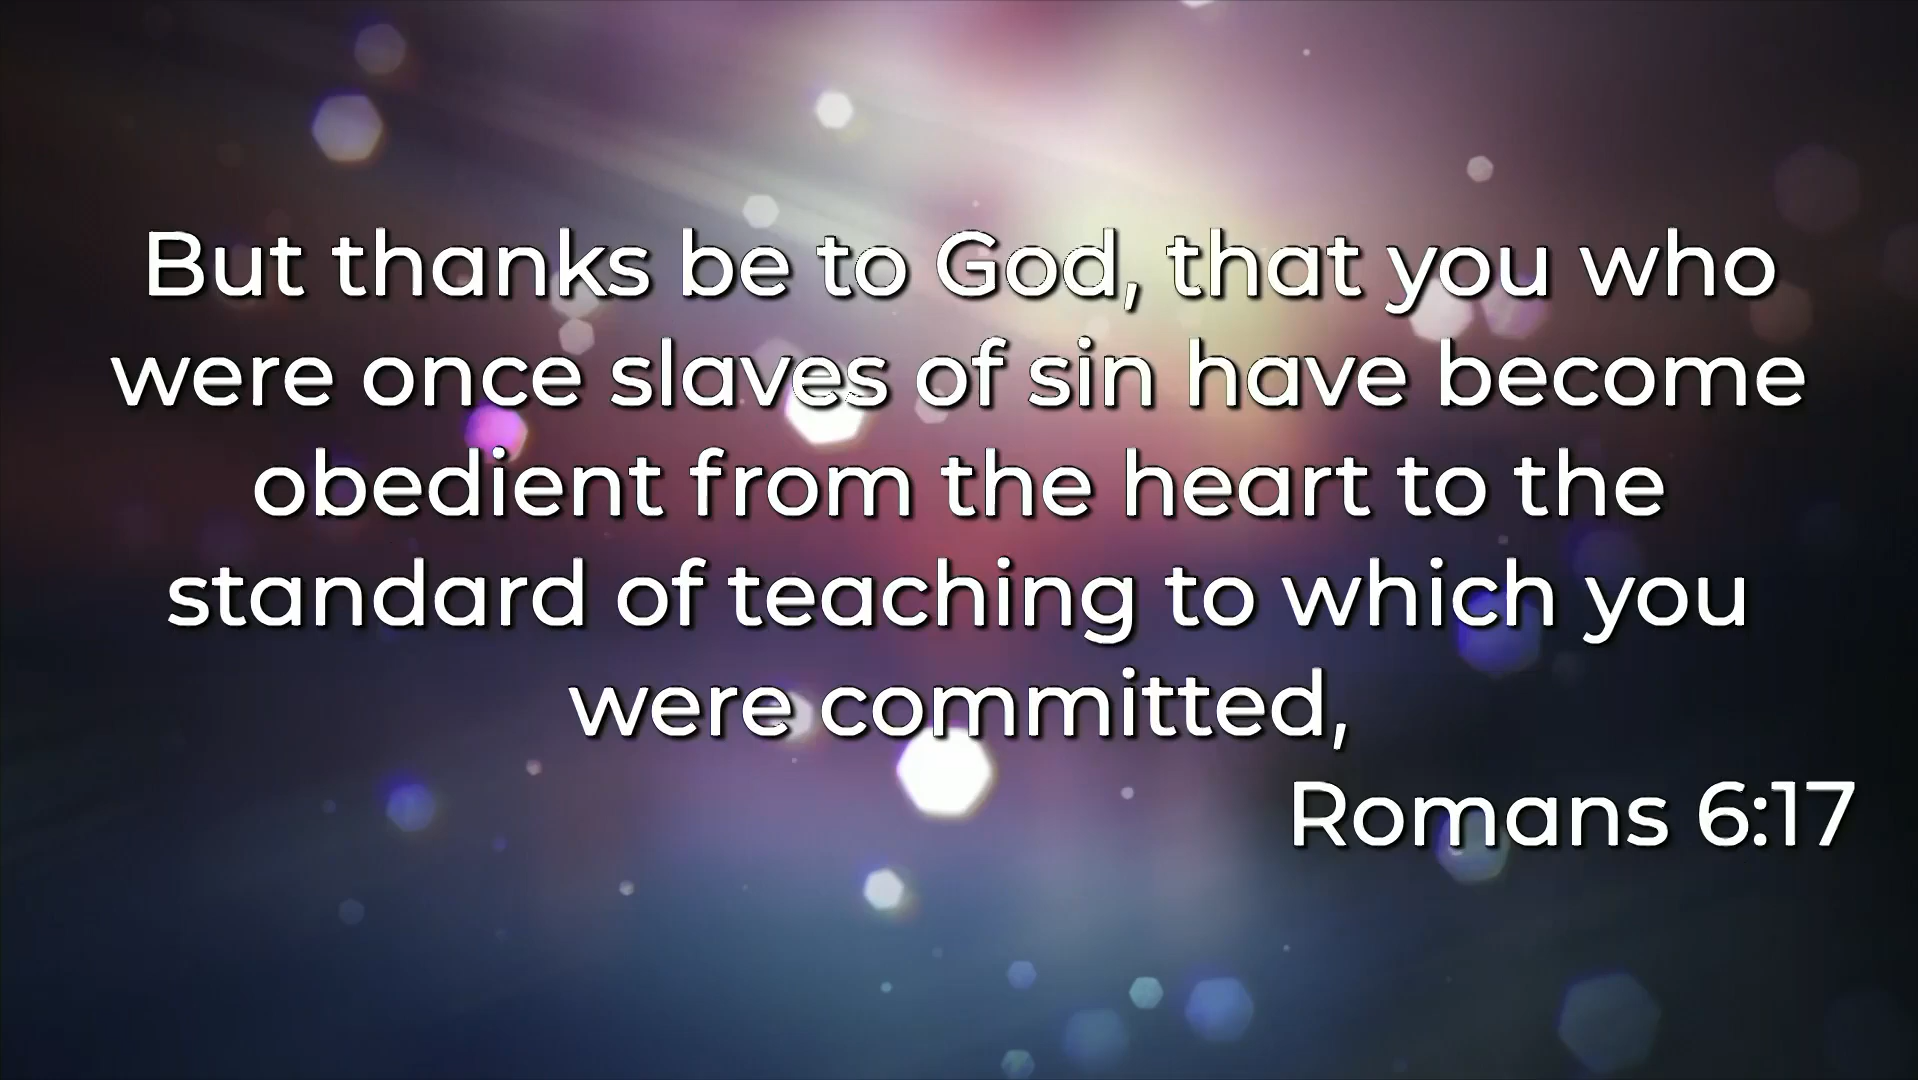 But thanks be to God, that you who
were once slaves of sin have become
obedient from the heart to the
standard of teaching to which you
were committed,
Romans 6:17